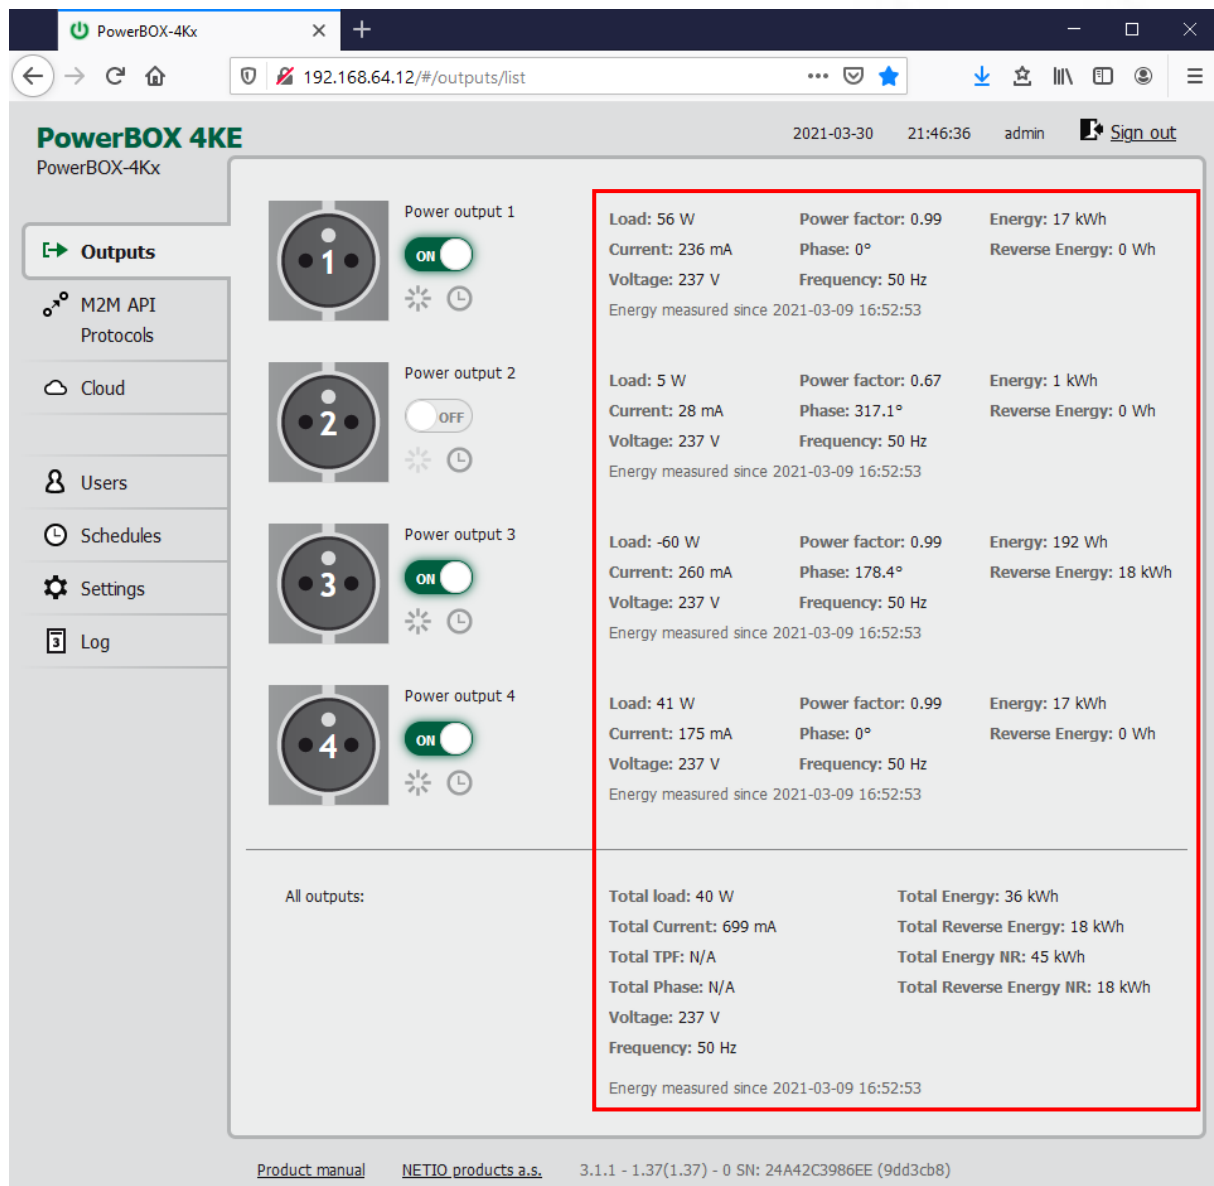 PowerBOX-4Kx
192.168.64.12/#/outputs/list
PowerBOX 4KE
PowerBOX-4Kx
2021-03-30 21:46:36 admin Sign out
Outputs
M2M API
Protocols
Cloud
Users
Schedules
Settings
3 Log
1
Power output 1
ON
Load: 56 W Power factor: 0.99 Energy: 17 kWh
Current: 236 mA Phase: 0° Reverse Energy: 0 Wh
Voltage: 237 V Frequency: 50 Hz
Energy measured since 2021-03-09 16:52:53
2
Power output 2
OFF
Load: 5 W Power factor: 0.67 Energy: 1 kWh
Current: 28 mA Phase: 317.1° Reverse Energy: 0 Wh
Voltage: 237 V Frequency: 50 Hz
Energy measured since 2021-03-09 16:52:53
3
Power output 3
ON
Load: -60 W Power factor: 0.99 Energy: 192 Wh
Current: 260 mA Phase: 178.4° Reverse Energy: 18 kWh
Voltage: 237 V Frequency: 50 Hz
Energy measured since 2021-03-09 16:52:53
4
Power output 4
ON
Load: 41 W Power factor: 0.99 Energy: 17 kWh
Current: 175 mA Phase: 0° Reverse Energy: 0 Wh
Voltage: 237 V Frequency: 50 Hz
Energy measured since 2021-03-09 16:52:53
All outputs:
Total load: 40 W Total Energy: 36 kWh
Total Current: 699 mA Total Reverse Energy: 18 kWh
Total TPF: N/A Total Energy NR: 45 kWh
Total Phase: N/A Total Reverse Energy NR: 18 kWh
Voltage: 237 V
Frequency: 50 Hz
Energy measured since 2021-03-09 16:52:53
Product manual NETIO products a.s. 3.1.1 - 1.37(1.37) - 0 SN: 24A42C3986EE (9dd3cb8)